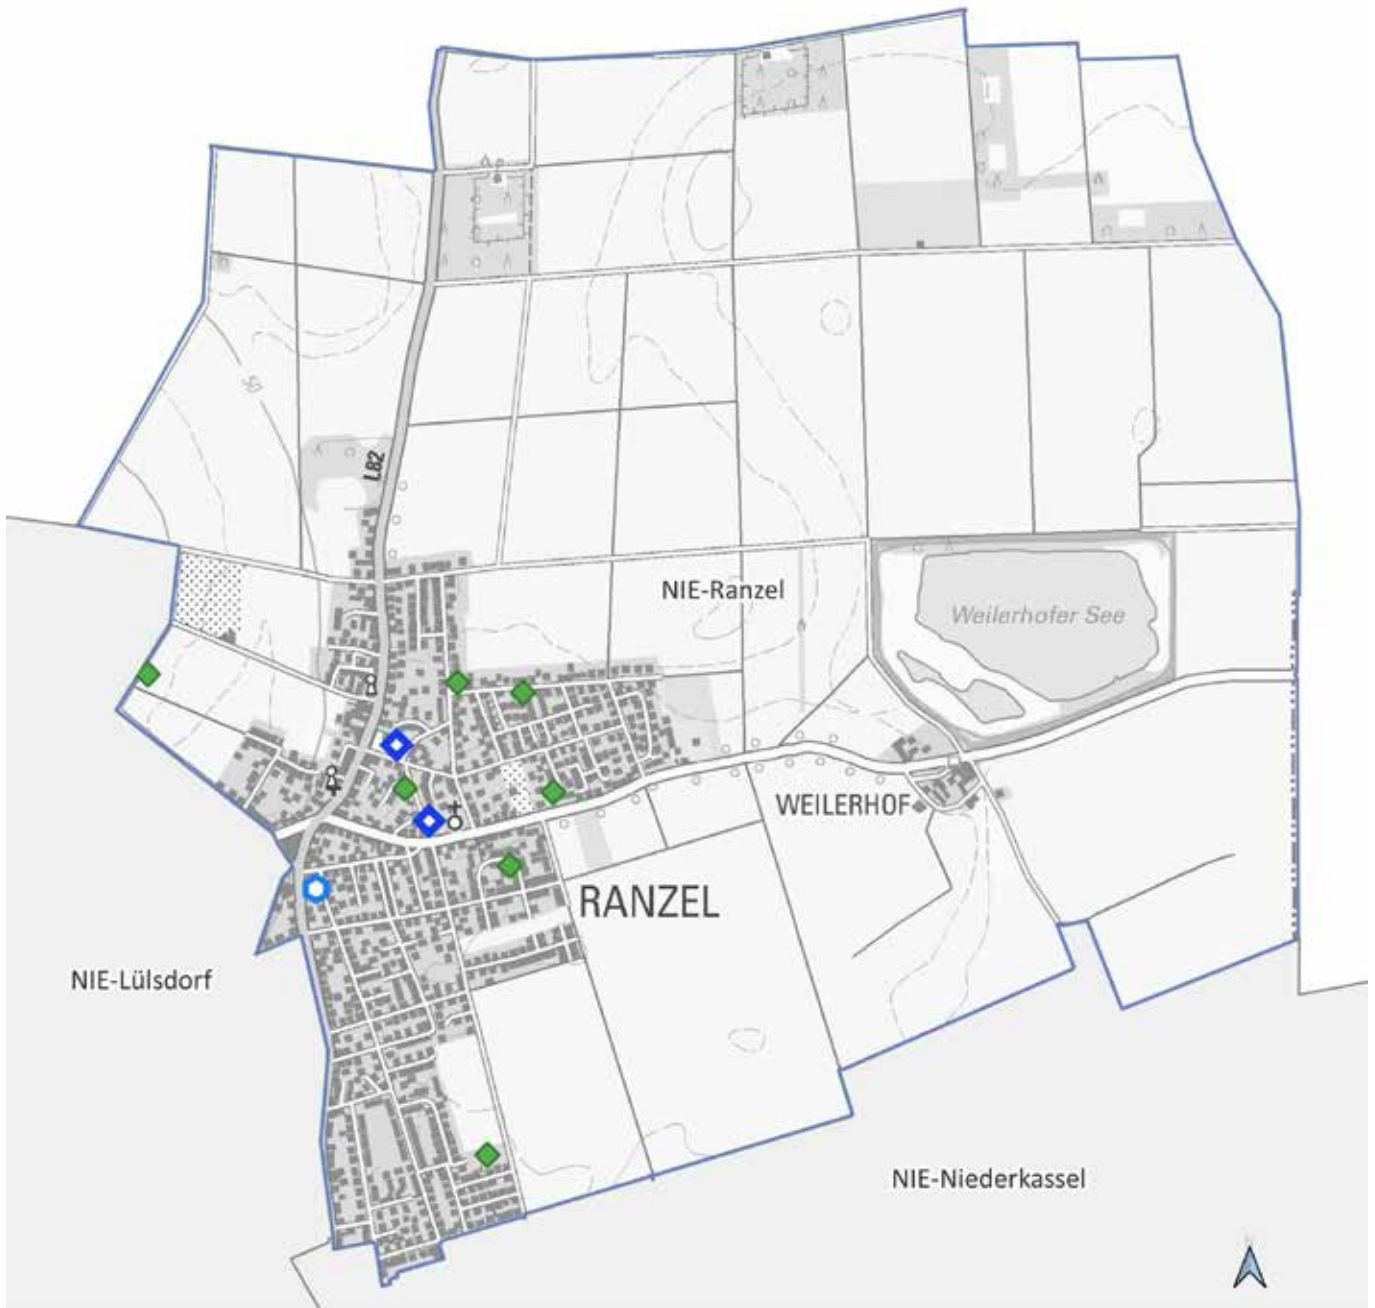 50
L82
NIE-Ranzel
Weilerhofer See
WEILERHOF
RANZEL
NIE-Lülsdorf
NIE-Niederkassel
N